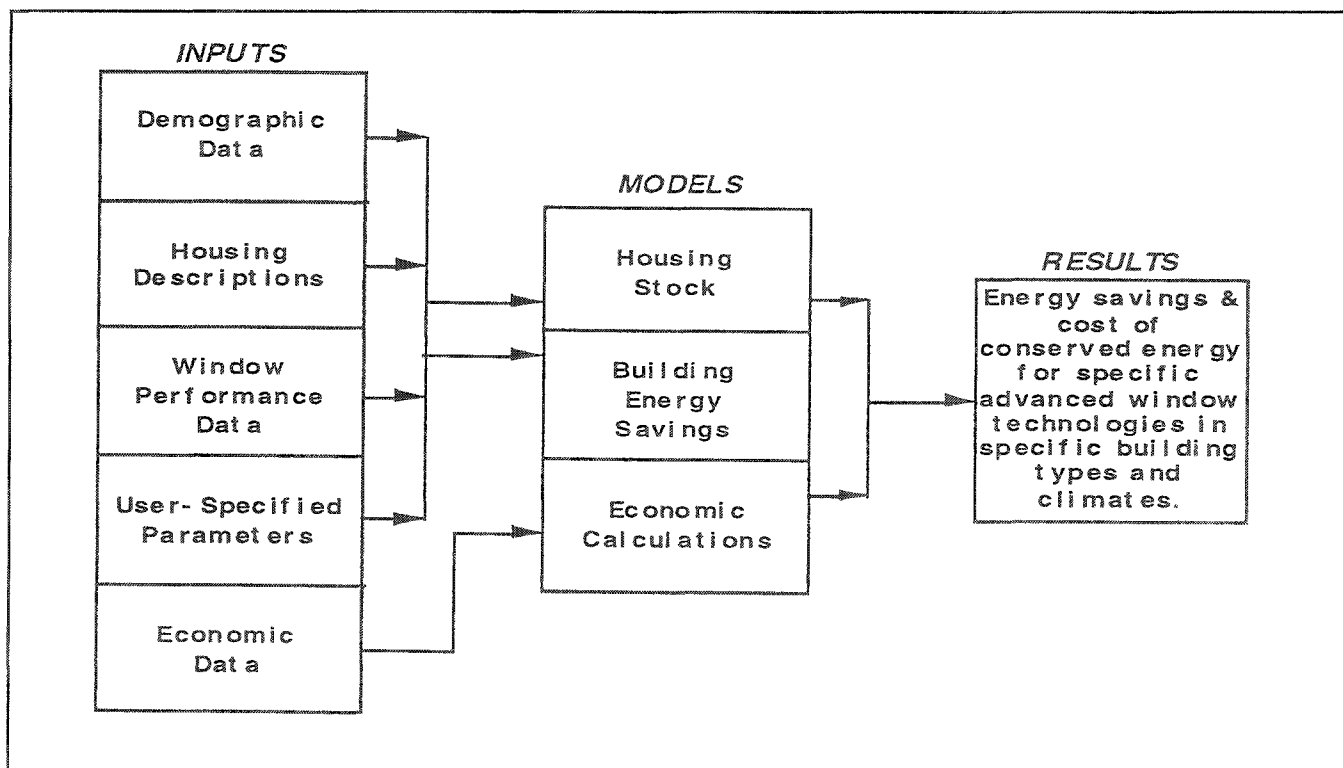 INPUTS
Demographic
Data
Housing
Descriptions
Window
Performance
Data
User-Specified
Parameters
Economic
Data
MODELS
Housing
Stock
Building
Energy
Savings
Economic
Calculations
RESULTS
Energy savings &
cost of
conserved energy
for specific
advanced window
technologies in
specific building
types and
climates.